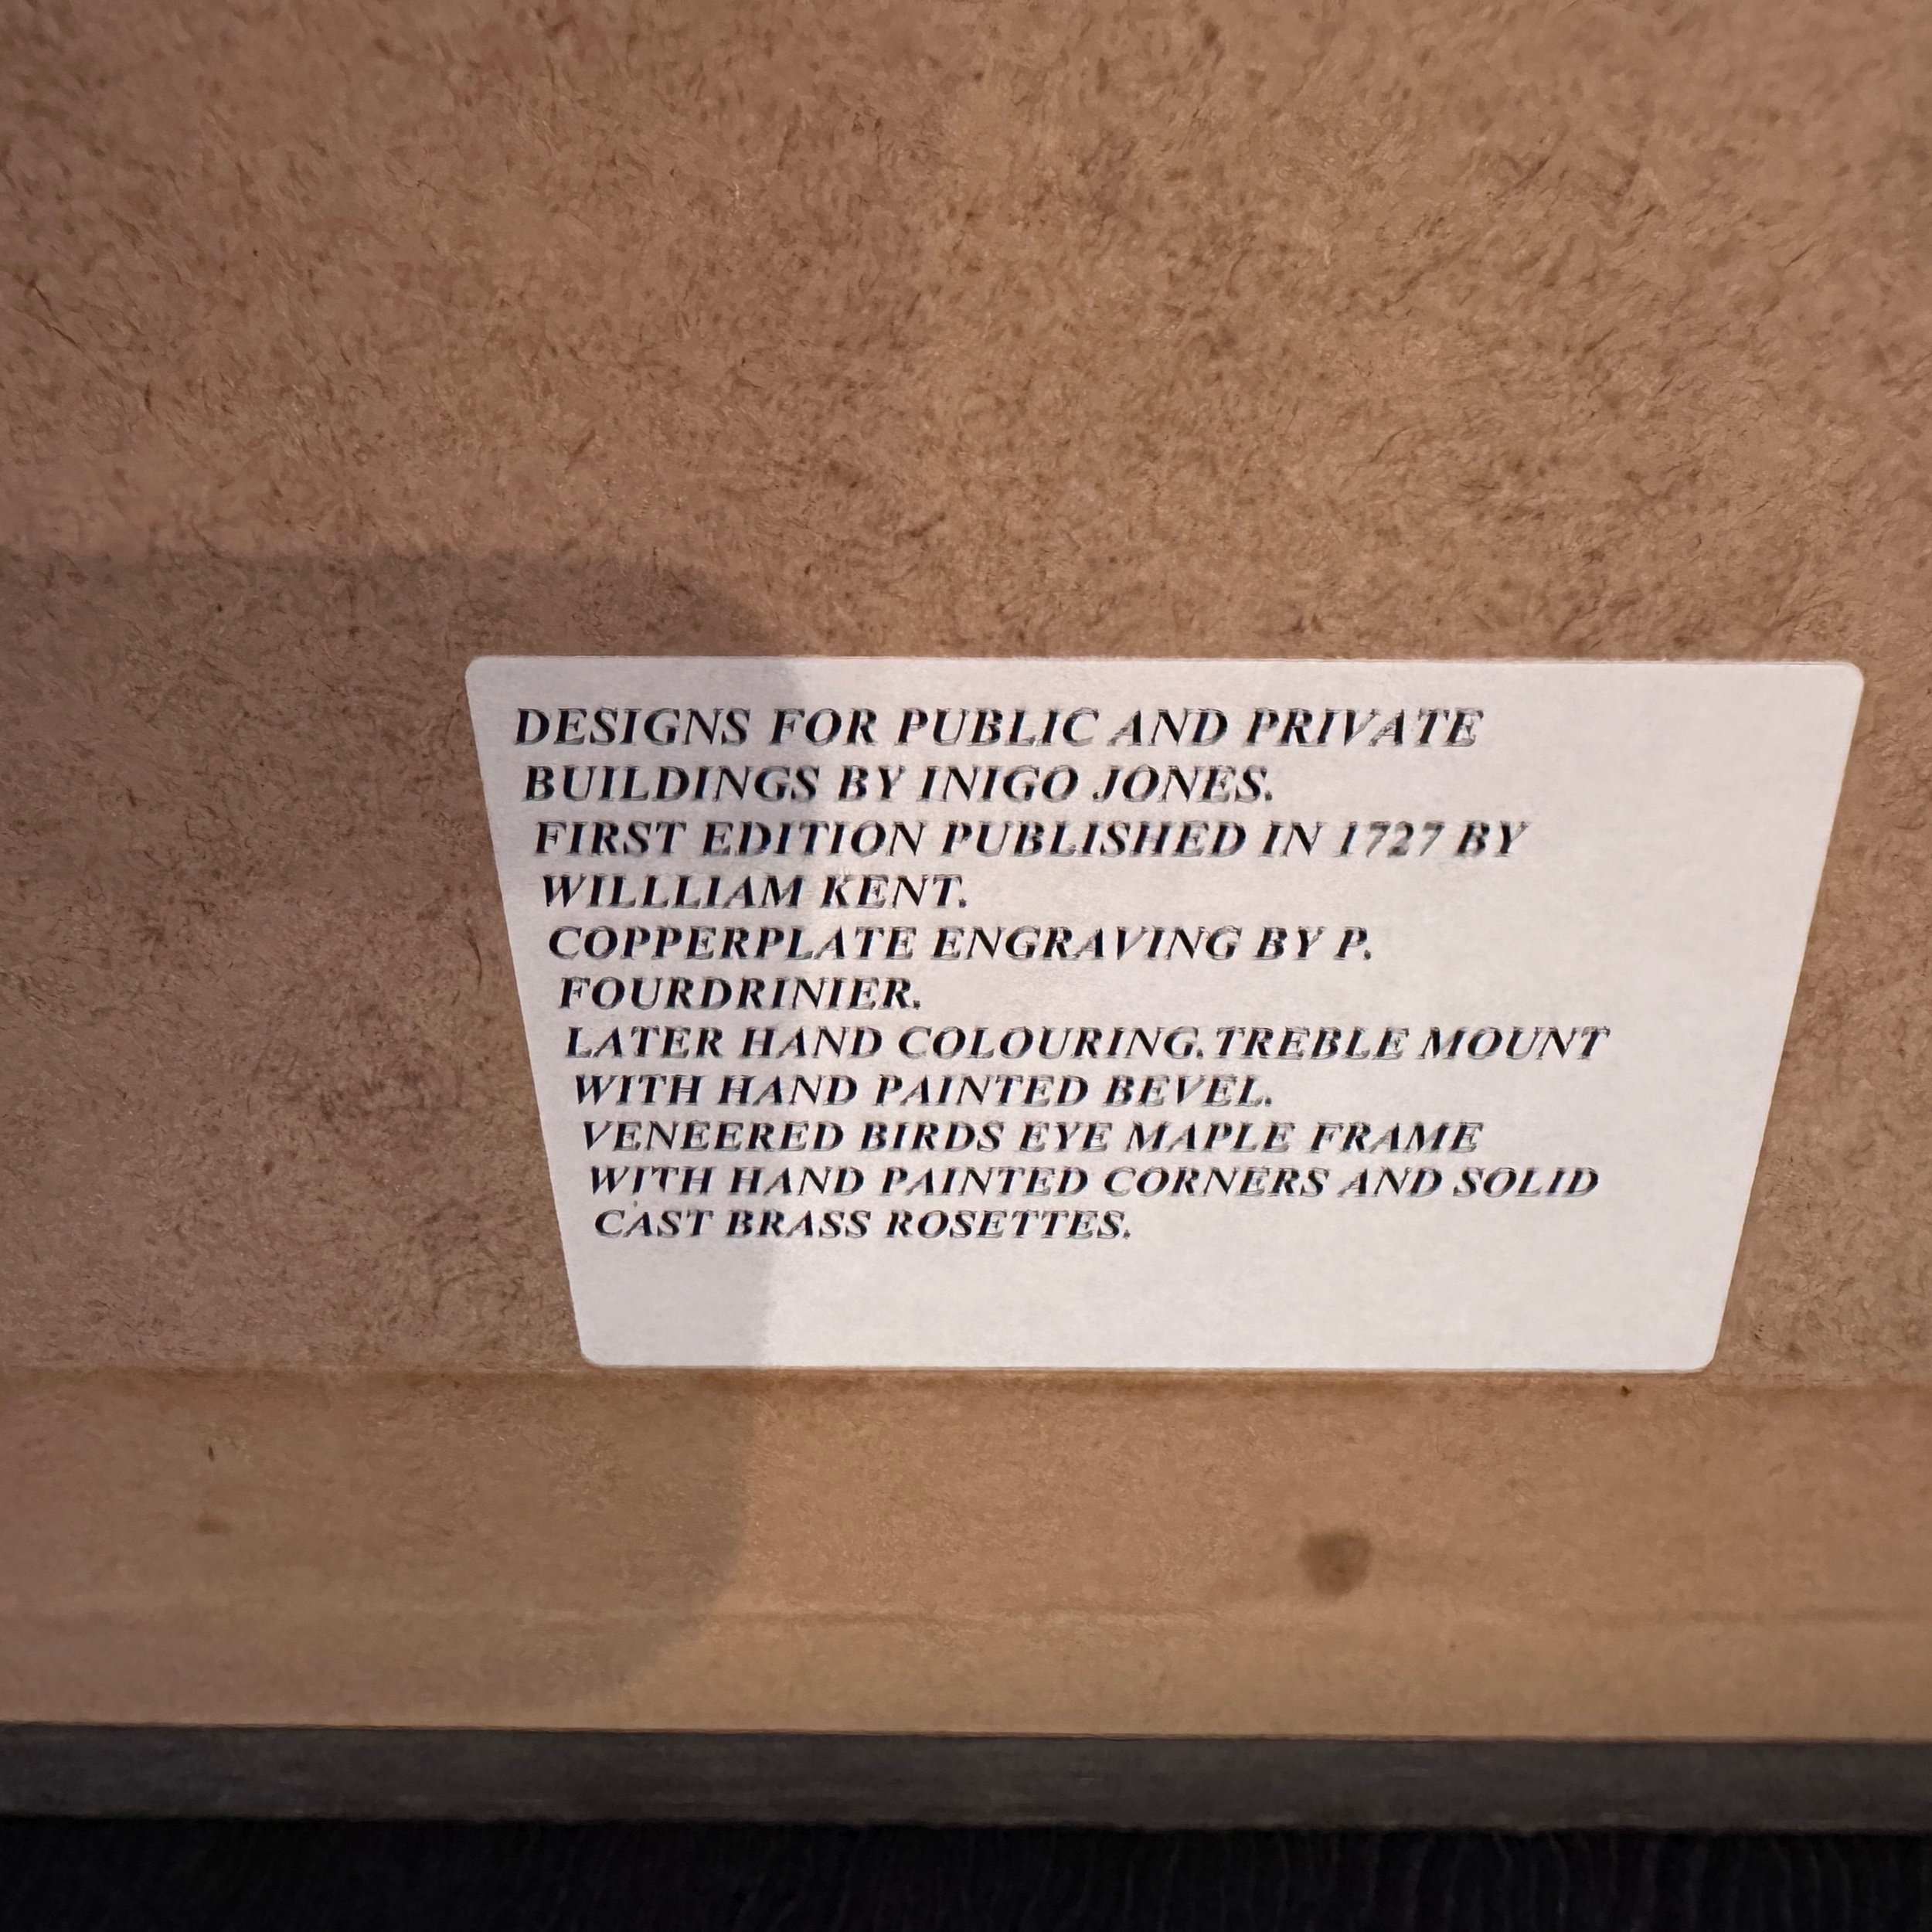 DESIGNS FOR PUBLIC AND PRIVATE
BUILDINGS BY INIGO JONES.
FIRST EDITION PUBLISHED IN 1727 BY
WILLLIAM KENT.
COPPERPLATE ENGRAVING BY P.
FOURDRINIER.
LATER HAND COLOURING.TREBLE MOUNT
WITH HAND PAINTED BEVEL.
VENEERED BIRDS EYE MAPLE FRAME
WITH HAND PAINTED CORNERS AND SOLID
CAST BRASS ROSETTES.